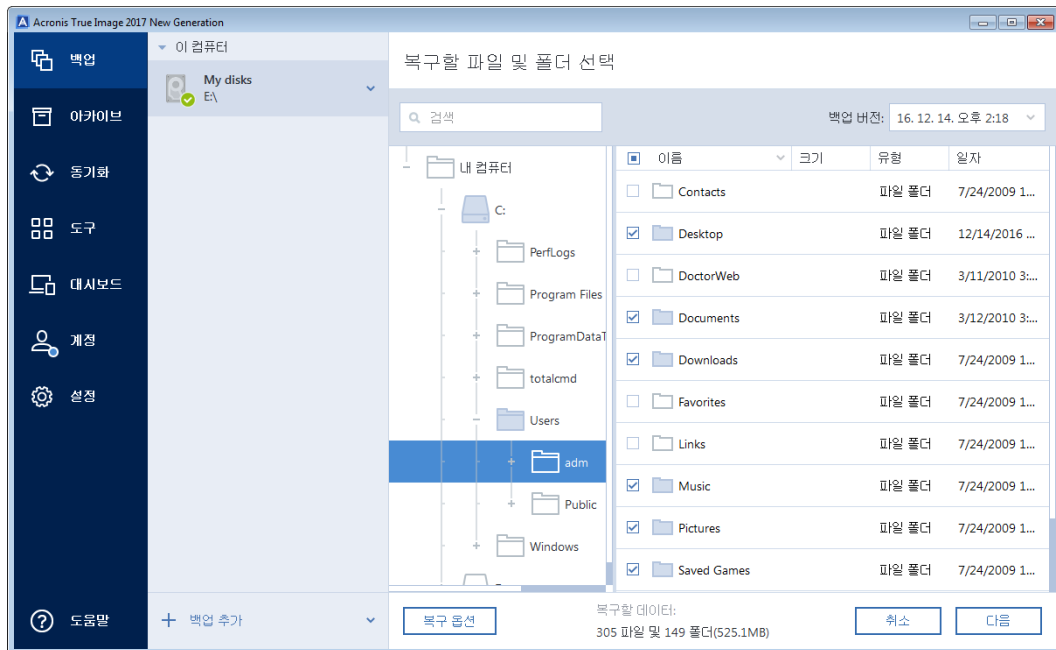 Acronis True Image 2017 New Generation
백업
아카이브
동기화
도구
대시보드
계정
설정
도움말
이 컴퓨터
My disks
E:\
백업 추가
복구할 파일 및 폴더 선택
검색
백업 버전: 16. 12. 14. 오후 2:18
내 컴퓨터
C:
PerfLogs
Program Files
ProgramDataT
totalcmd
Users
adm
Public
Windows
이름 크기 유형 일자
Contacts 파일 폴더 7/24/2009 1...
Desktop 파일 폴더 12/14/2016 ...
DoctorWeb 파일 폴더 3/11/2010 3:...
Documents 파일 폴더 3/12/2010 3:...
Downloads 파일 폴더 7/24/2009 1...
Favorites 파일 폴더 7/24/2009 1...
Links 파일 폴더 7/24/2009 1...
Music 파일 폴더 7/24/2009 1...
Pictures 파일 폴더 7/24/2009 1...
Saved Games 파일 폴더 7/24/2009 1...
복구 옵션
복구할 데이터:
305 파일 및 149 폴더(525.1MB)
취소
다음